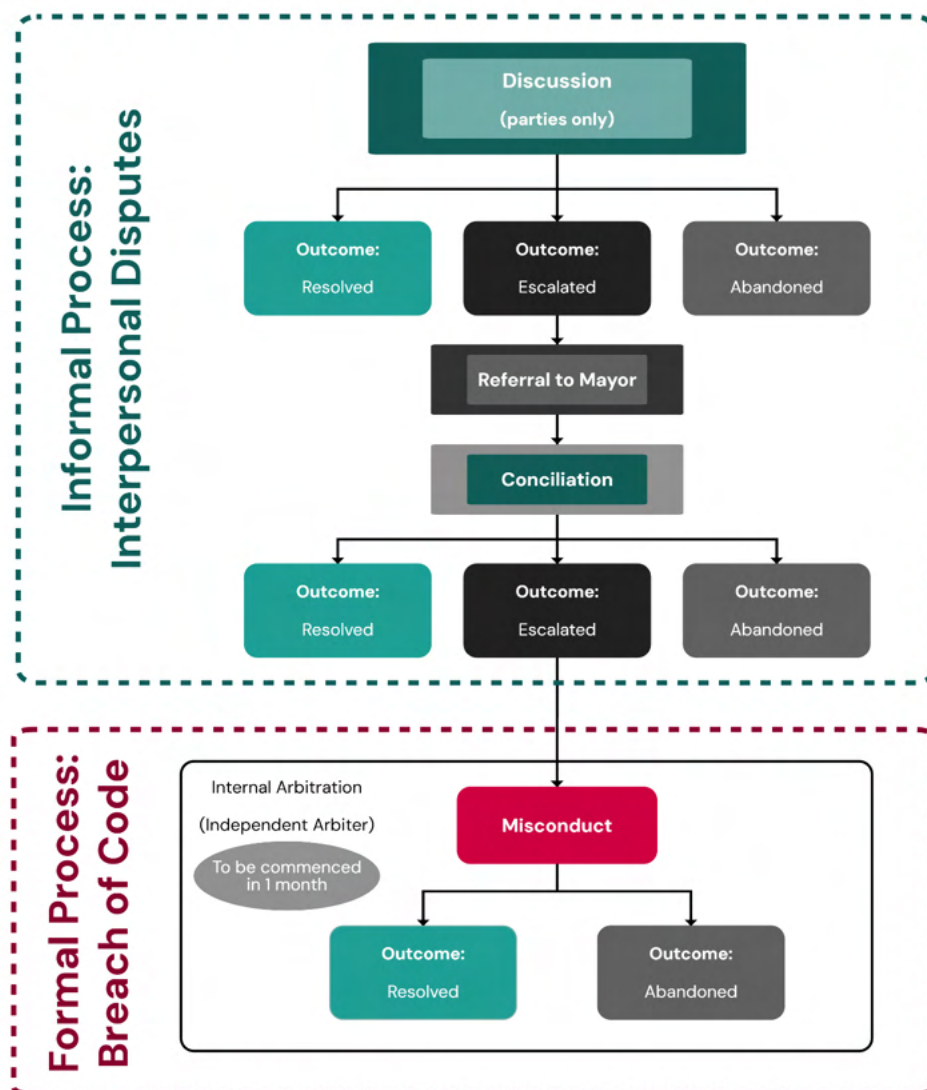 Informal Process:
Interpersonal Disputes
Discussion
(parties only)
Outcome:
Resolved
Outcome:
Escalated
Outcome:
Abandoned
Referral to Mayor
Conciliation
Outcome:
Resolved
Outcome:
Escalated
Outcome:
Abandoned
Formal Process:
Breach of Code
Internal Arbitration
(Independent Arbiter)
To be commenced
in 1 month
Misconduct
Outcome:
Resolved
Outcome:
Abandoned